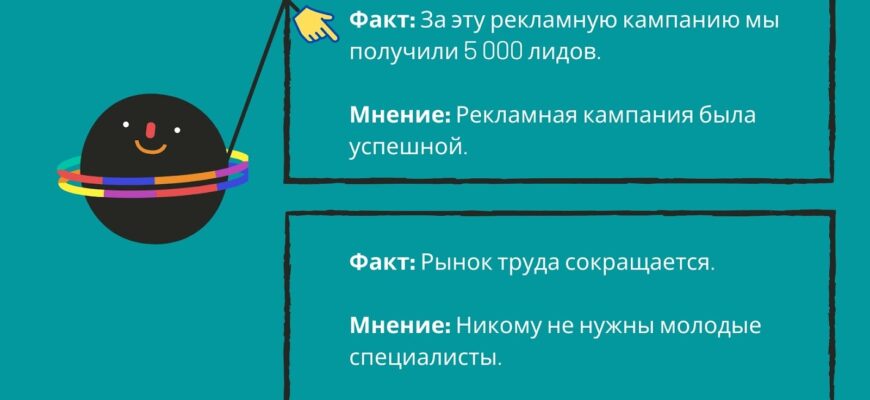 Факт: За эту рекламную кампанию мы
получили 5 000 лидов.
Мнение: Рекламная кампания была
успешной.
Факт: Рынок труда сокращается.
Мнение: Никому не нужны молодые
специалисты.